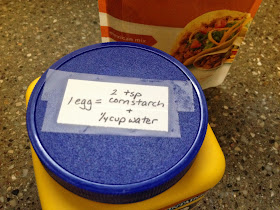 2 tsp
1 egg = cornstarch
+
1/4 cup water